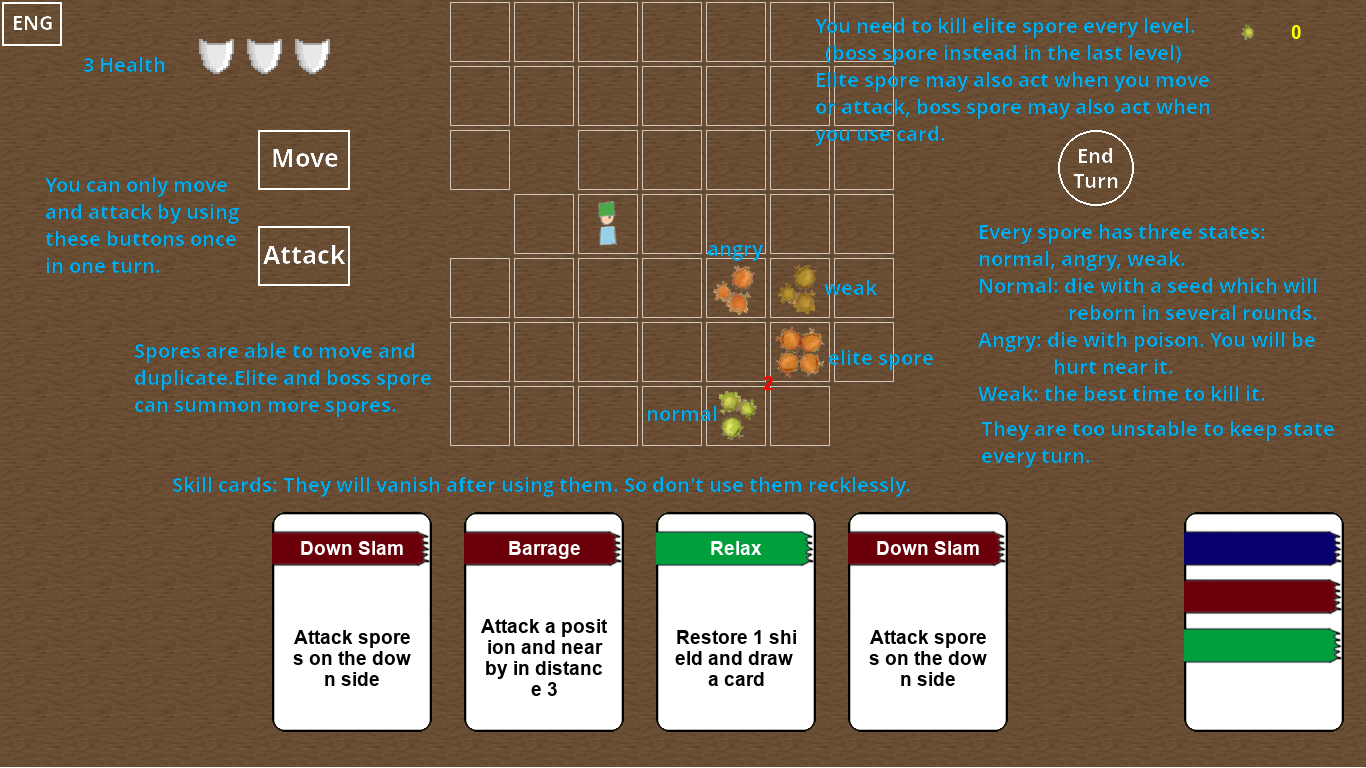 ENG
3 Health
You need to kill elite spore every level.
(boss spore instead in the last level)
Elite spore may also act when you move
or attack, boss spore may also act when
you use card.
0
Move
You can only move
and attack by using
these buttons once
in one turn.
Attack
End
Turn
angry
weak
elite spore
2
normal
Every spore has three states:
normal, angry, weak.
Normal: die with a seed which will
reborn in several rounds.
Angry: die with poison. You will be
hurt near it.
Weak: the best time to kill it.
They are too unstable to keep state
every turn.
Spores are able to move and
duplicate.Elite and boss spore
can summon more spores.
Skill cards: They will vanish after using them. So don't use them recklessly.
Down Slam
Attack spore
s on the dow
n side
Barrage
Attack a posit
ion and near
by in distanc
e 3
Relax
Restore 1 shi
eld and draw
a card
Down Slam
Attack spore
s on the dow
n side